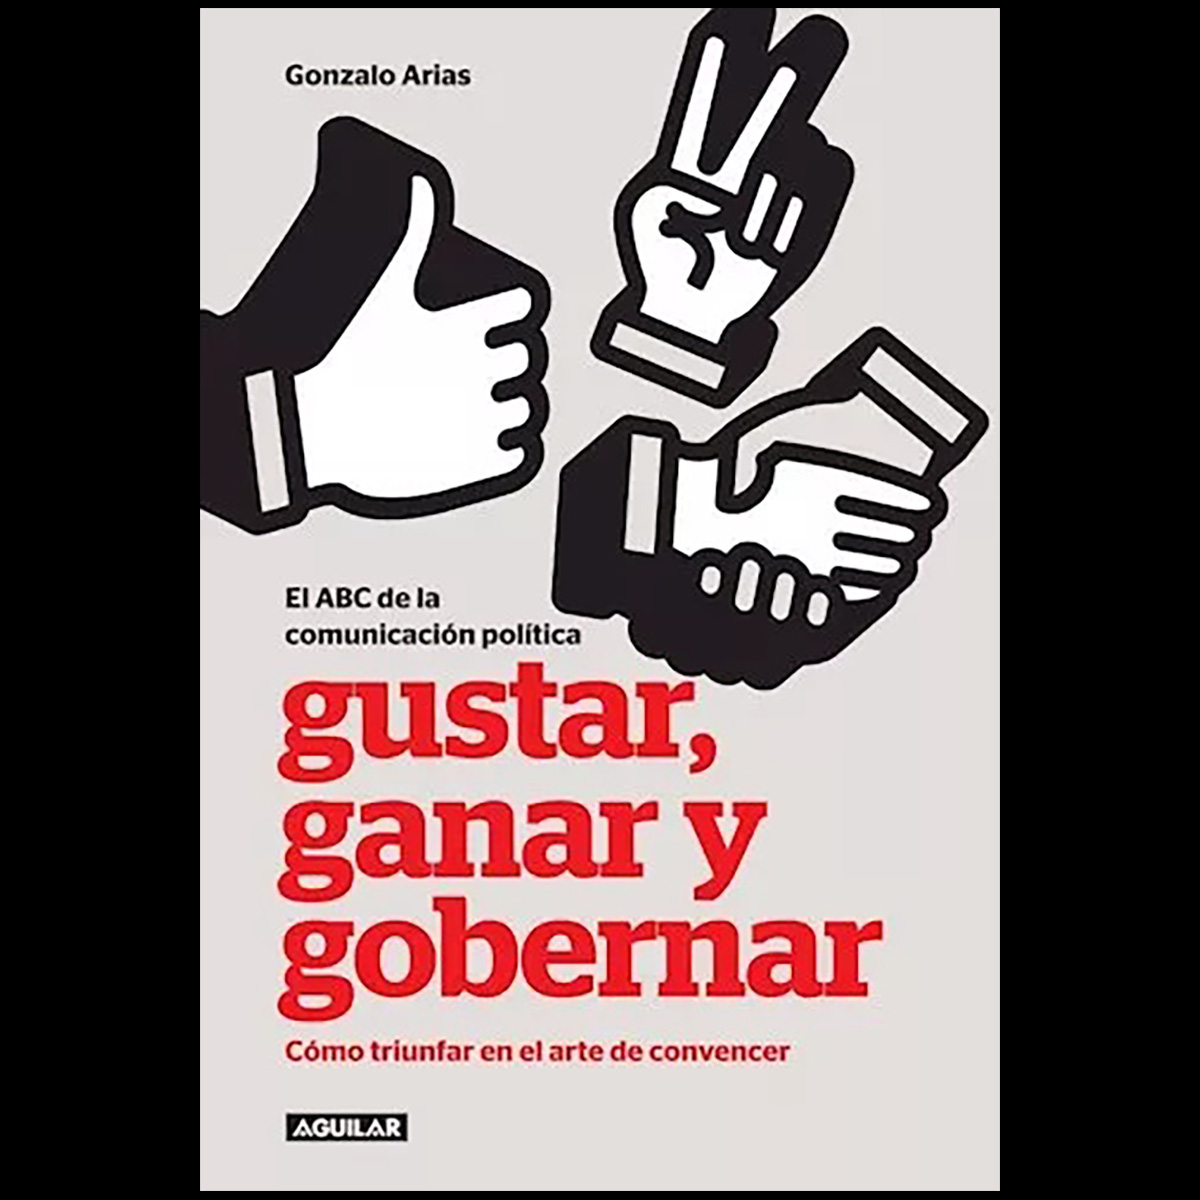 Gonzalo Arias
El ABC de la
comunicación política
gustar,
ganar y
gobernar
Cómo triunfar en el arte de convencer
AGUILAR